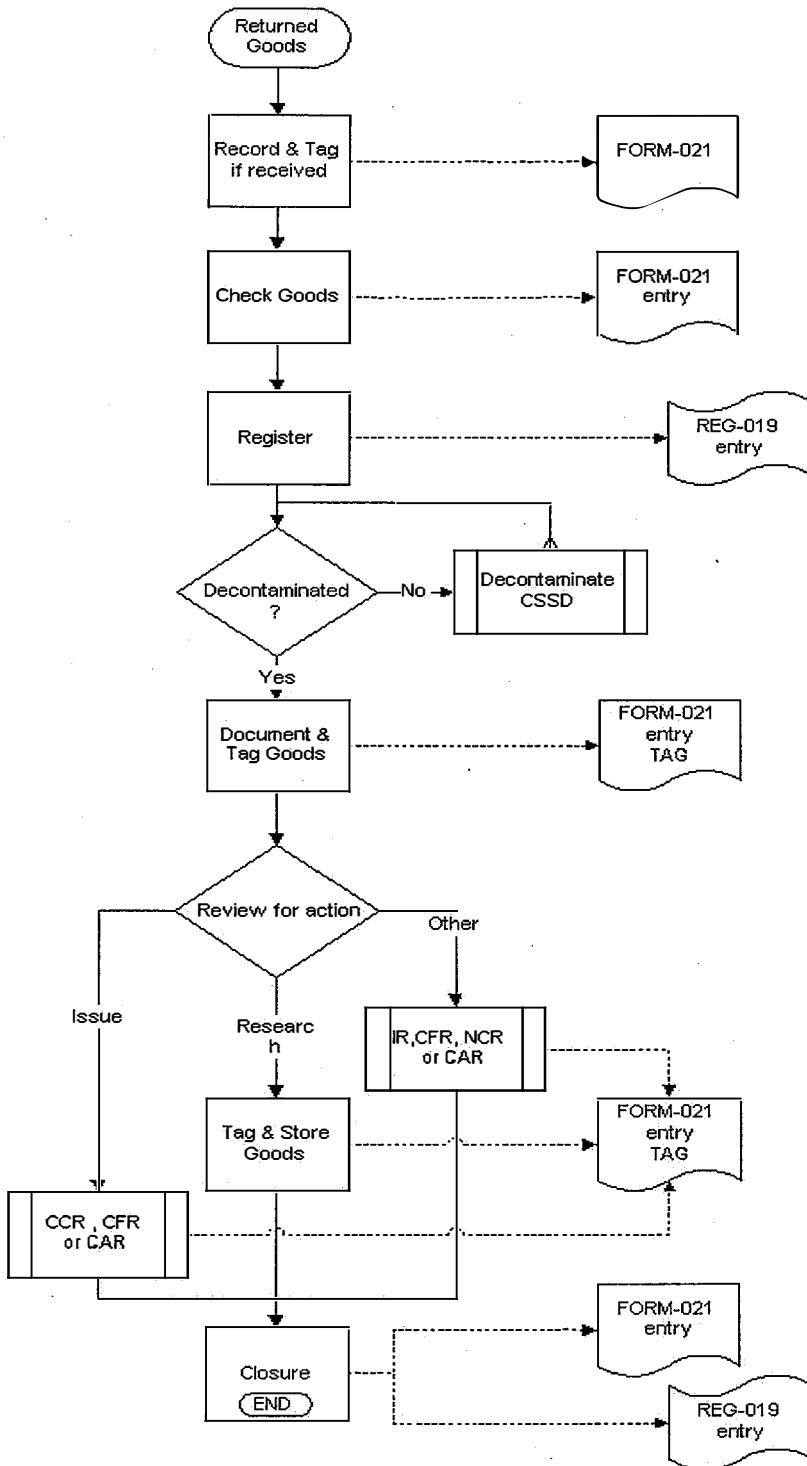 Returned
Goods
Record & Tag
if received
FORM-021
Check Goods
FORM-021
entry
Register
REG-019
entry
Decontaminated
?
No
Decontaminate
CSSD
Yes
Document &
Tag Goods
FORM-021
entry
TAG
Review for action
Other
Issue
Researc
h
IR,CFR, NCR
or CAR
Tag & Store
Goods
FORM-021
entry
TAG
CCR , CFR
or CAR
FORM-021
entry
Closure
END
REG-019
entry